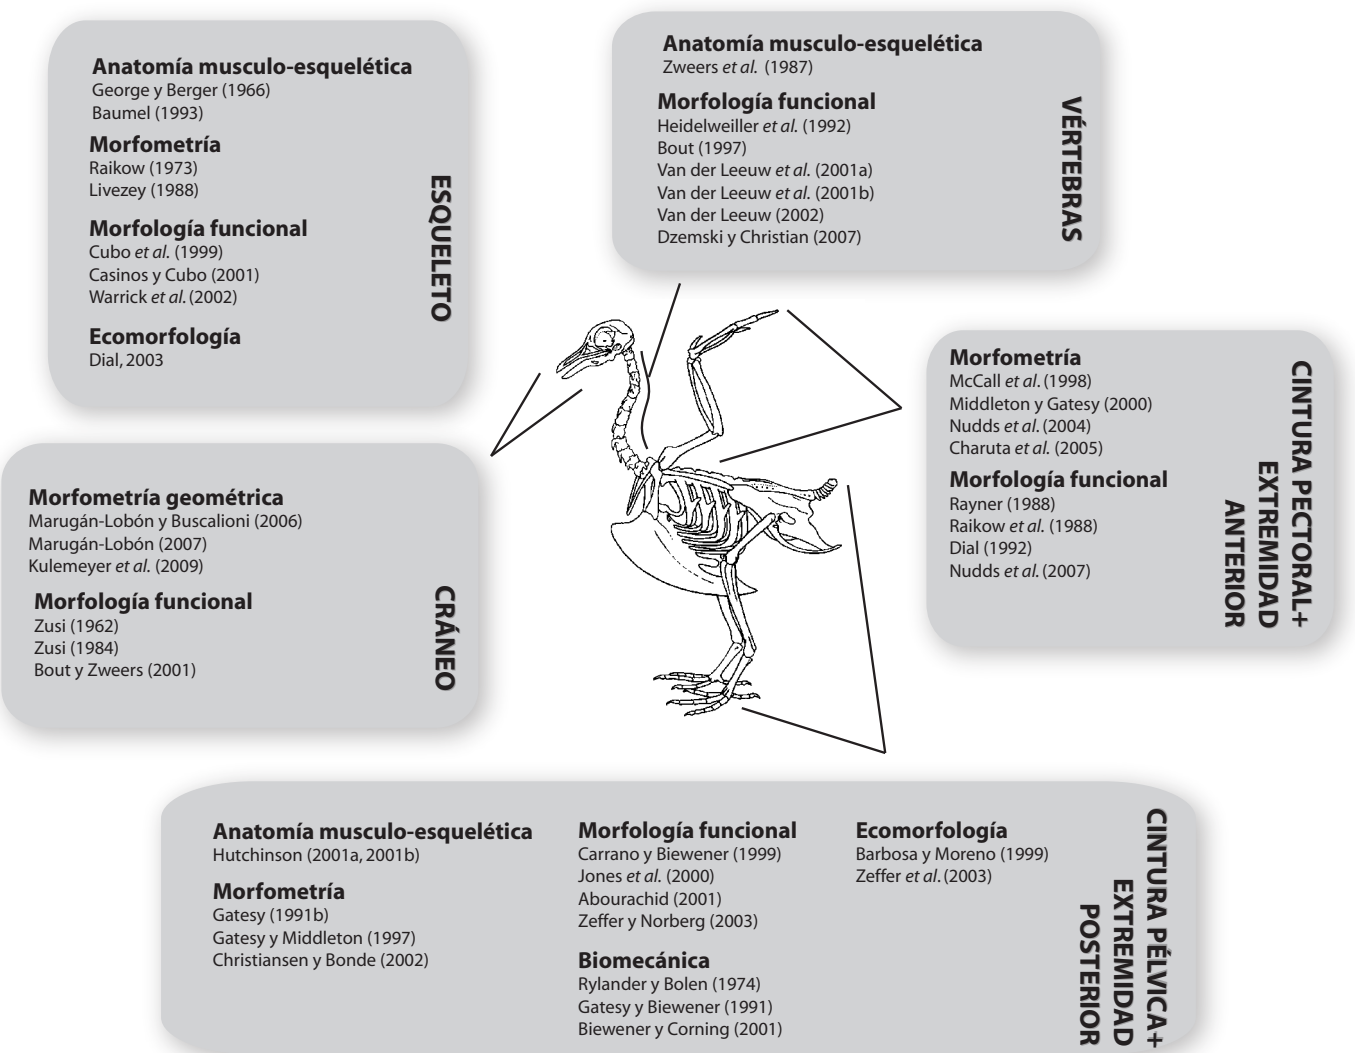 Anatomía musculo-esquelética
George y Berger (1966)
Baumel (1993)
Morfometría
Raikow (1973)
Livezey (1988)
Morfología funcional
Cubo et al. (1999)
Casinos y Cubo (2001)
Warrick et al. (2002)
Ecomorfología
Dial, 2003
ESQUELETO
Anatomía musculo-esquelética
Zweers et al. (1987)
Morfología funcional
Heidelweiller et al. (1992)
Bout (1997)
Van der Leeuw et al. (2001a)
Van der Leeuw et al. (2001b)
Van der Leeuw (2002)
Dzemski y Christian (2007)
VÉRTEBRAS
Morfometría
McCall et al. (1998)
Middleton y Gatesy (2000)
Nudds et al. (2004)
Charuta et al. (2005)
Morfología funcional
Rayner (1988)
Raikow et al. (1988)
Dial (1992)
Nudds et al. (2007)
CINTURA PECTORAL+
EXTREMIDAD
ANTERIOR
Morfometría geométrica
Marugán-Lobón y Buscalioni (2006)
Marugán-Lobón (2007)
Kulemeyer et al. (2009)
Morfología funcional
Zusi (1962)
Zusi (1984)
Bout y Zweers (2001)
CRÁNEO
Anatomía musculo-esquelética
Hutchinson (2001a, 2001b)
Morfometría
Gatesy (1991b)
Gatesy y Middleton (1997)
Christiansen y Bonde (2002)
Morfología funcional
Carrano y Biewener (1999)
Jones et al. (2000)
Abourachid (2001)
Zeffer y Norberg (2003)
Biomecánica
Rylander y Bolen (1974)
Gatesy y Biewener (1991)
Biewener y Corning (2001)
Ecomorfología
Barbosa y Moreno (1999)
Zeffer et al. (2003)
CINTURA PÉLVICA+
EXTREMIDAD
POSTERIOR